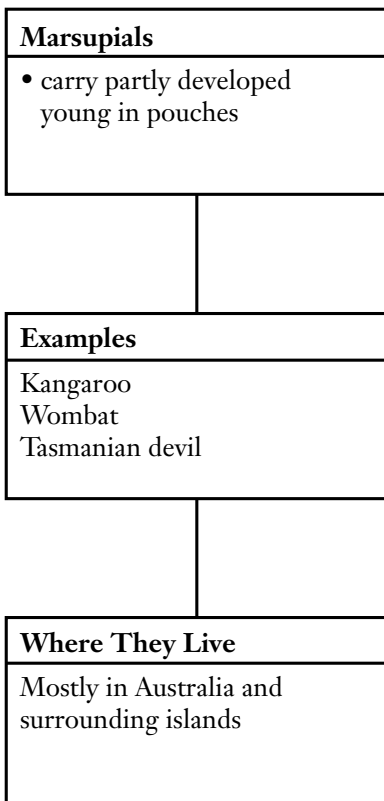 Marsupials
• carry partly developed
young in pouches
Examples
Kangaroo
Wombat
Tasmanian devil
Where They Live
Mostly in Australia and
surrounding islands